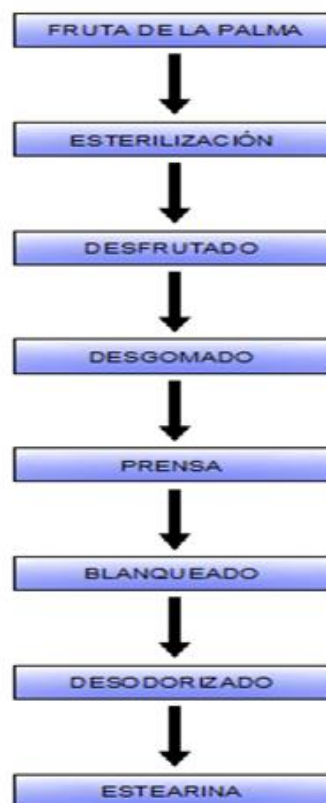 FRUTA DE LA PALMA
ESTERILIZACIÓN
DESFRUTADO
DESGOMADO
PRENSA
BLANQUEADO
DESODORIZADO
ESTEARINA